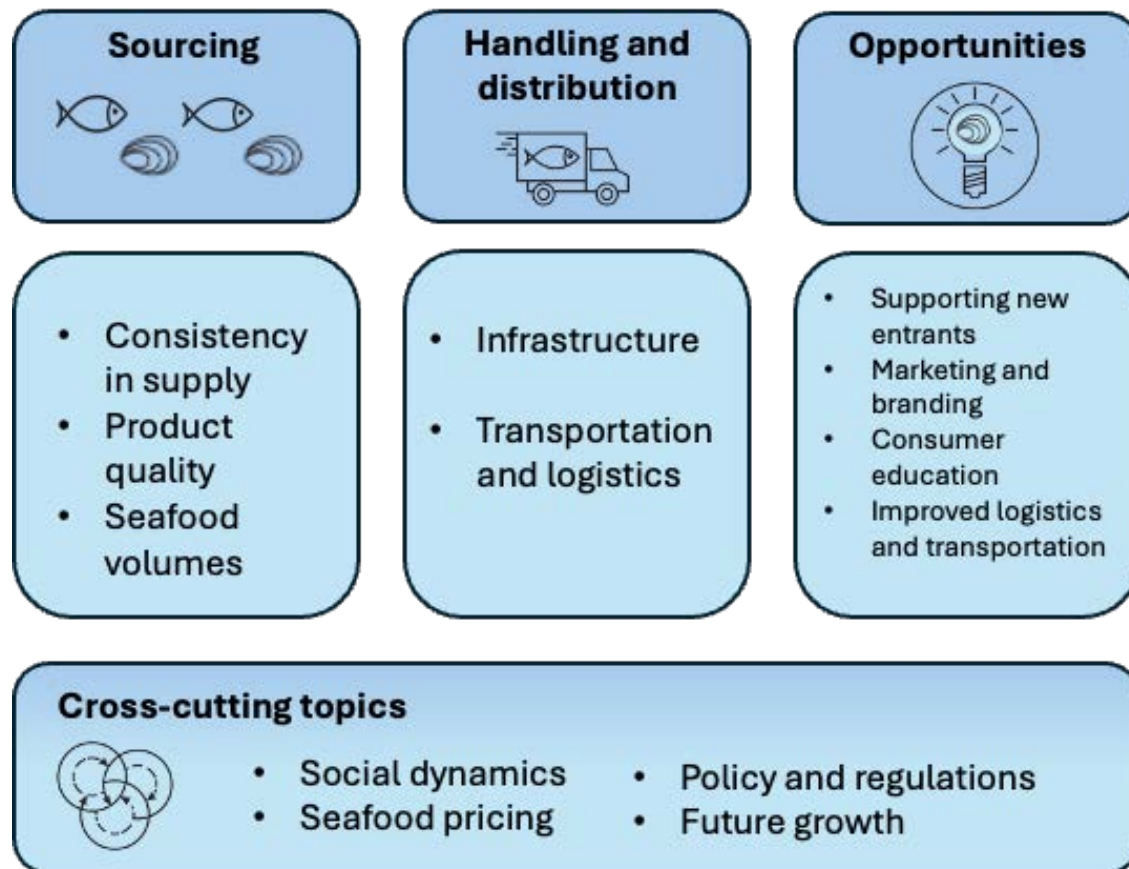 Sourcing
Handling and
distribution
Opportunities
• Consistency
in supply
• Product
quality
• Seafood
volumes
• Infrastructure
• Transportation
and logistics
• Supporting new
entrants
• Marketing and
branding
• Consumer
education
• Improved logistics
and transportation
Cross-cutting topics
• Social dynamics
• Seafood pricing
• Policy and regulations
• Future growth